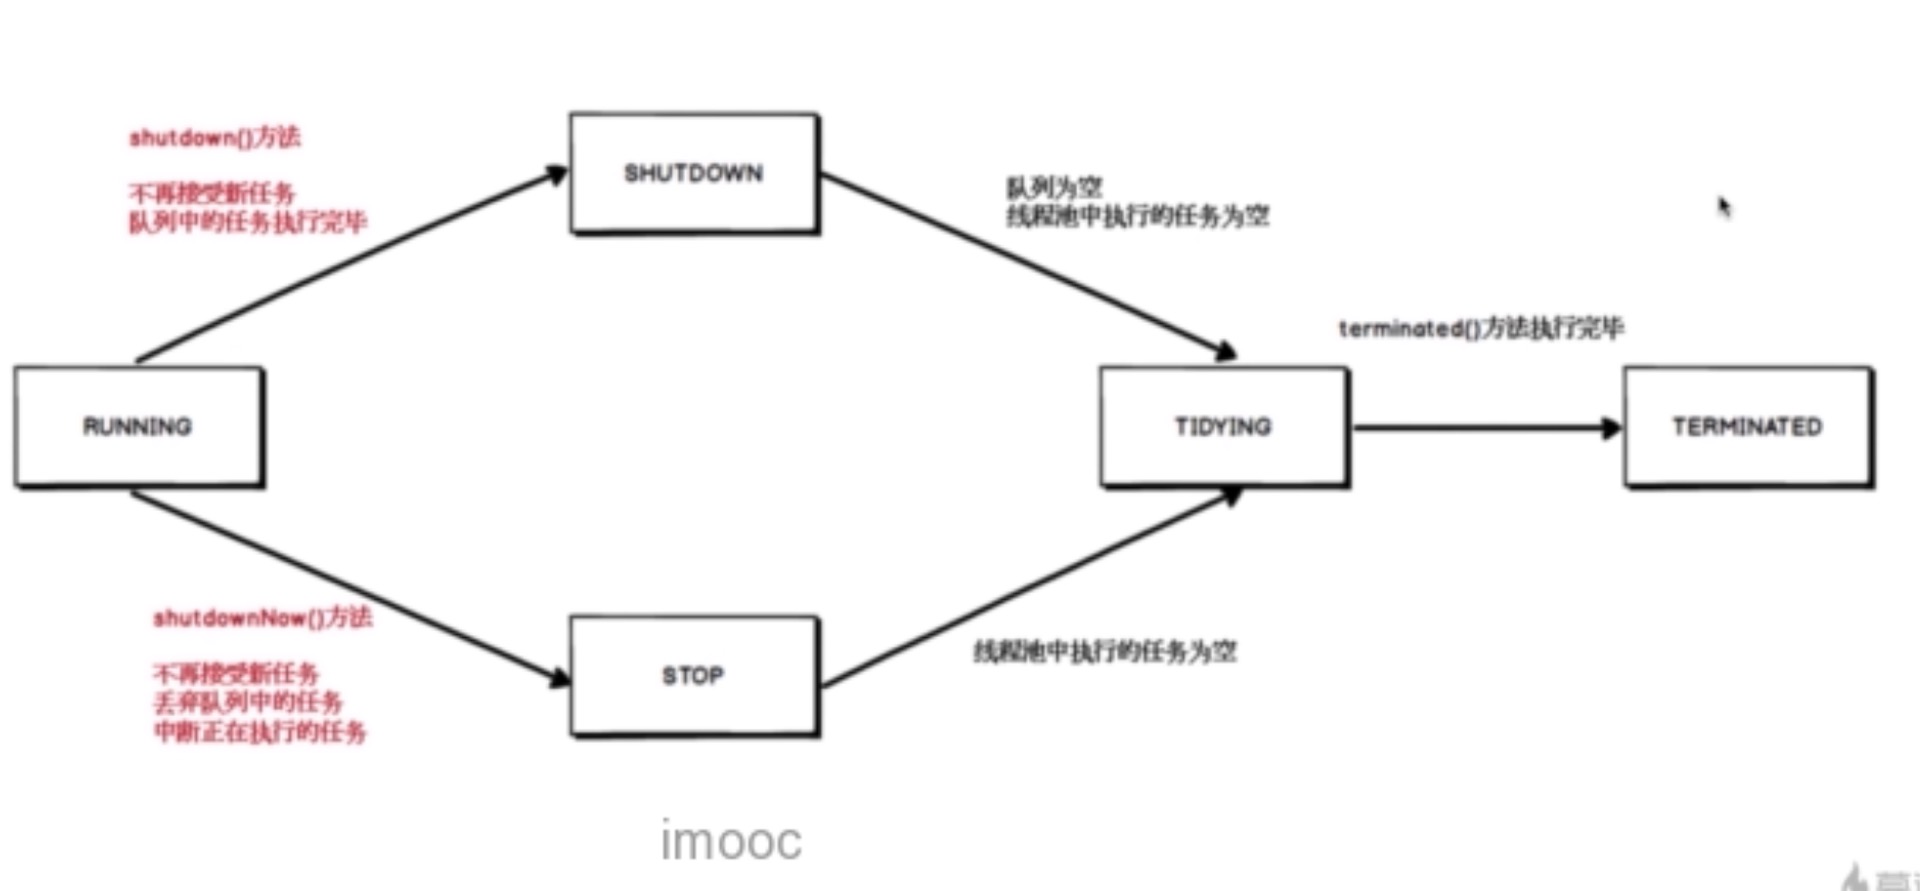 shutdown()方法
不再接受新任务
队列中的任务执行完毕
SHUTDOWN
队列为空
线程池中执行的任务为空
terminated()方法执行完毕
RUNNING
TIDYING
TERMINATED
shutdownNow()方法
不再接受新任务
丢弃队列中的任务
中断正在执行的任务
STOP
线程池中执行的任务为空
imooc